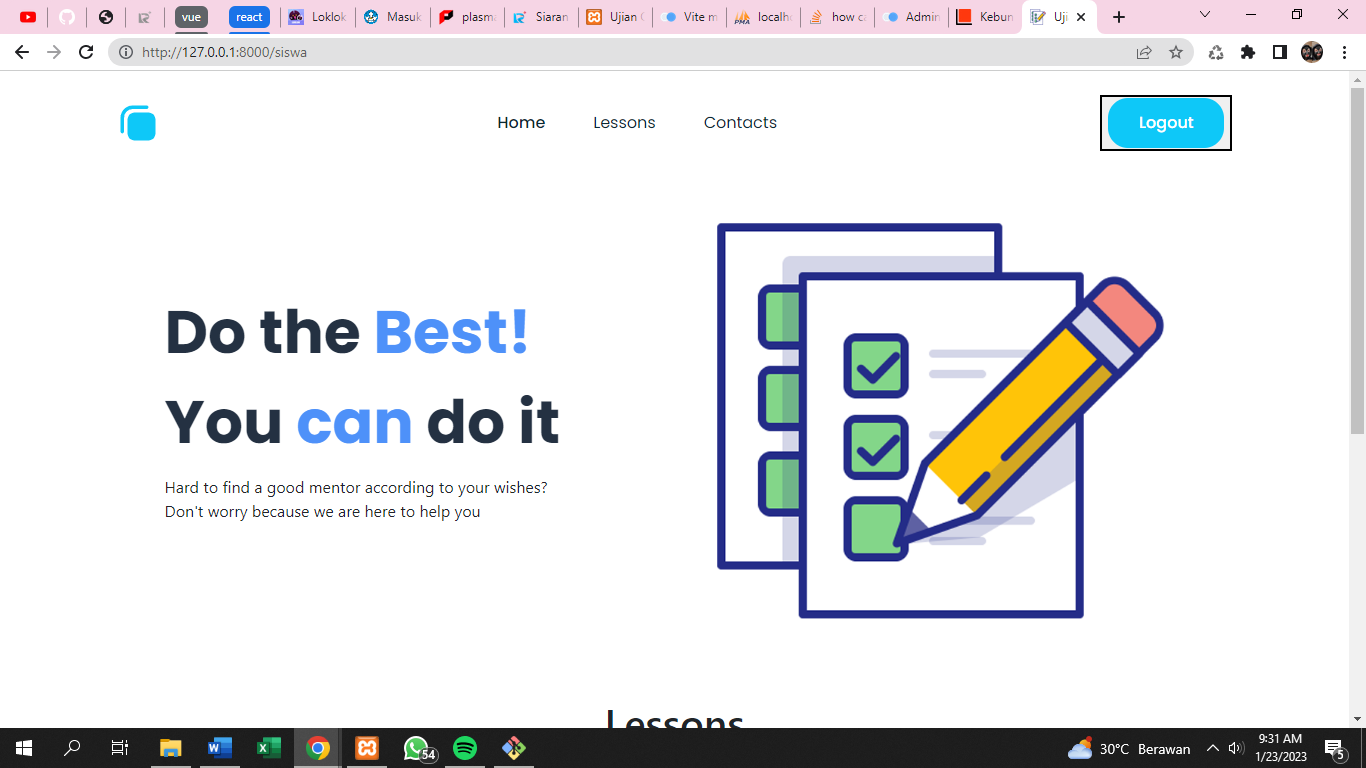 vue
react
Loklok
Masuk
plasma
Siaran
Ujian
Vite m
localh
how ca
Admin
Kebun
Uji
http://127.0.0.1:8000/siswa
Home
Lessons
Contacts
Logout
Do the Best!
You can do it
Hard to find a good mentor according to your wishes?
Don't worry because we are here to help you
Lessons
54
30°C Berawan
9:31 AM
1/23/2023
5